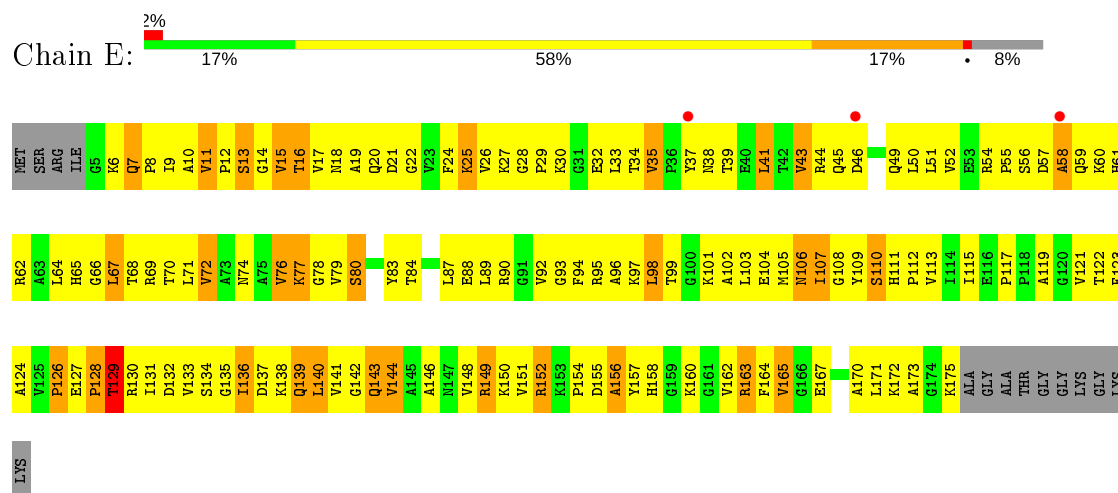 2%
Chain E:
17% 58% 17% • 8%
MET SER ARG ILE G5 K6 Q7 P8 I9 A10 V11 P12 S13 G14 V15 T16 V17 N18 A19 Q20 D21 G22 V23 F24 K25 V26 K27 G28 P29 K30 G31 E32 L33 T34 V35 P36 Y37 N38 T39 E40 L41 T42 V43 R44 Q45 D46 Q49 L50 L51 V52 E53 R54 P55 S56 D57 A58 Q59 K60 H61
R62 A63 L64 H65 G66 L67 T68 R69 T70 L71 V72 A73 N74 A75 V76 K77 G78 V79 S80 Y83 T84 L87 E88 L89 R90 G91 V92 G93 F94 R95 A96 K97 L98 T99 G100 K101 A102 L103 E104 M105 N106 I107 G108 Y109 S110 H111 P112 V113 I114 I115 E116 P117 P118 A119 G120 V121 T122
A124 V125 P126 E127 P128 T129 R130 I131 D132 V133 S134 G135 I136 D137 K138 Q139 L140 V141 G142 Q143 V144 A145 A146 N147 V148 R149 K150 V151 R152 K153 P154 D155 A156 Y157 H158 G159 K160 G161 V162 R163 F164 V165 G166 E167 A170 L171 K172 A173 G174 K175 ALA GLY ALA THR GLY GLY LYS GLY LYS
LYS